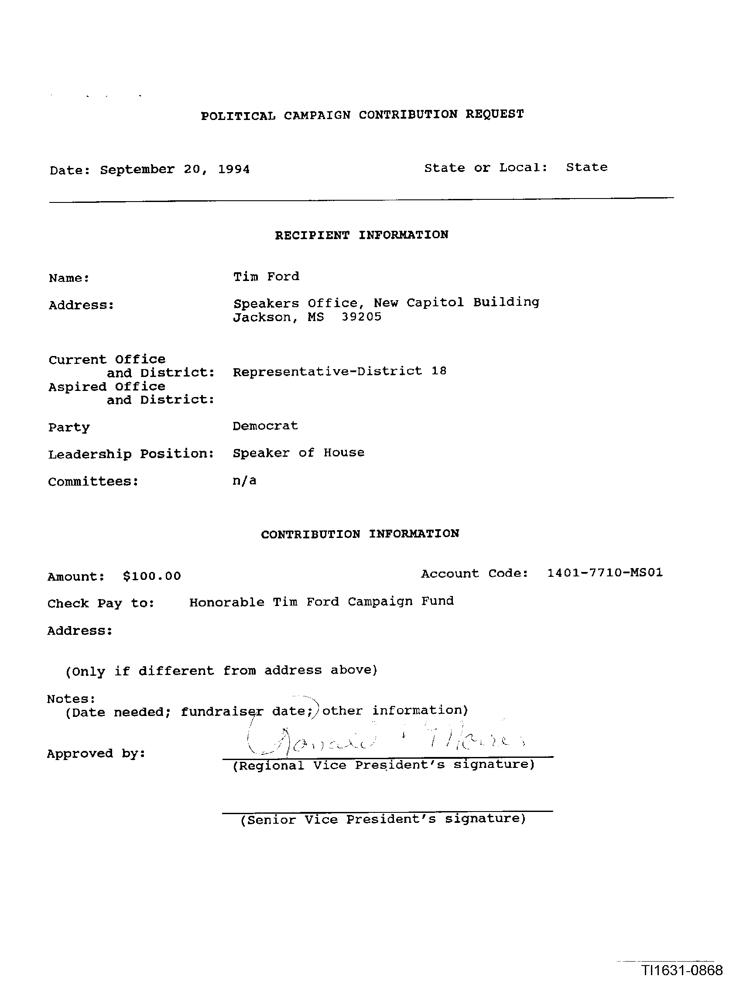 POLITICAL CAMPAIGN CONTRIBUTION REQUEST
Date: September 20, 1994 State or Local: State
RECIPIENT INFORMATION
Name: Tim Ford
Address: Speakers Office, New Capitol Building
Jackson, MS 39205
Current Office
and District: Representative-District 18
Aspired Office
and District:
Party Democrat
Leadership Position: Speaker of House
Committees: n/a
CONTRIBUTION INFORMATION
Amount: $100.00 Account Code: 1401-7710-MS01
Check Pay to: Honorable Tim Ford Campaign Fund
Address:
(Only if different from address above)
Notes:
(Date needed; fundraiser date; other information)
Approved by:
(Regional Vice President's signature)
(Senior Vice President's signature)
TI1631-0868